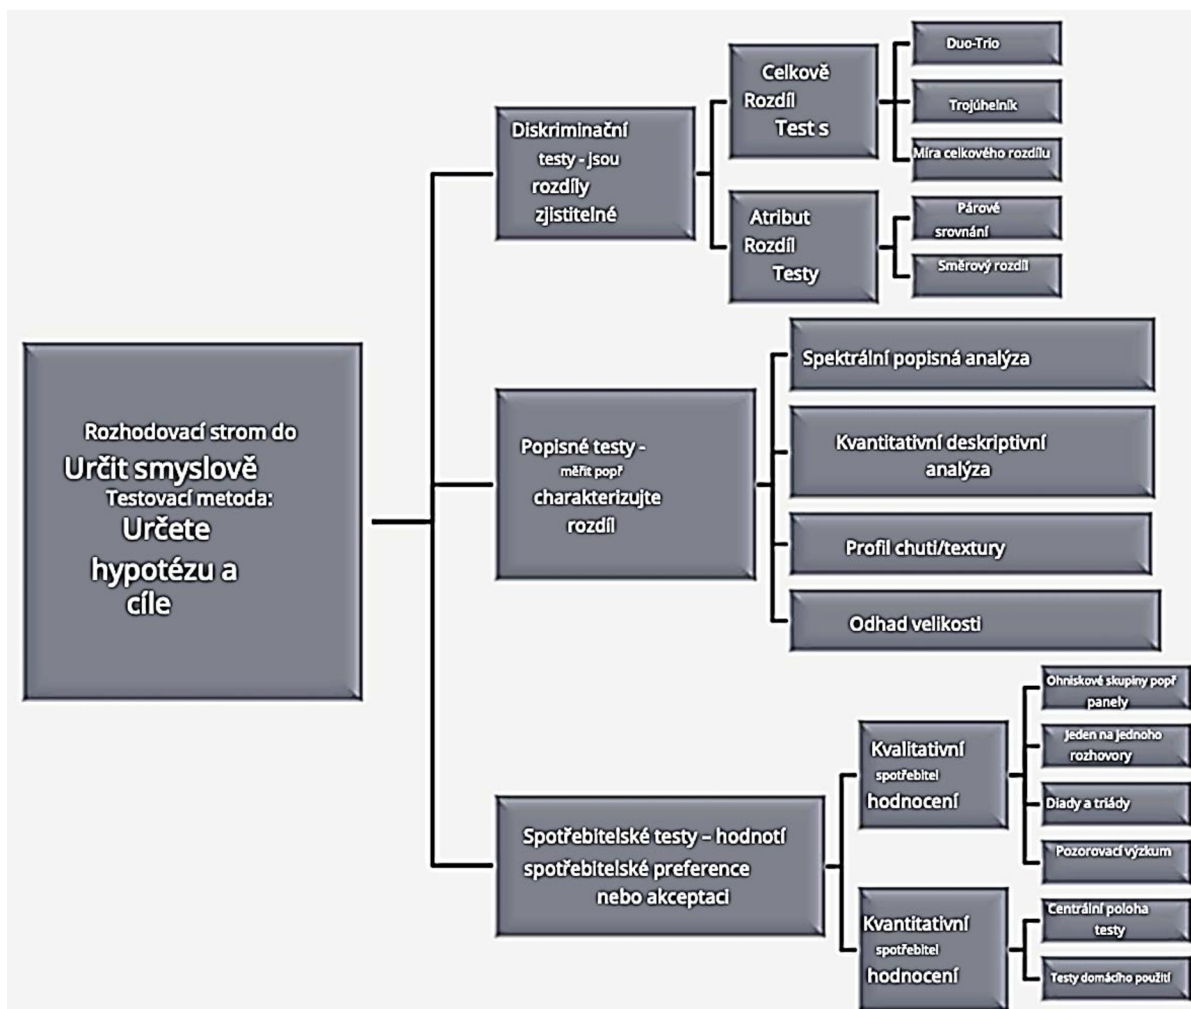 Rozhodovací strom do
Určit smyslově
Testovací metoda:
Určete
hypotézu a
cíle
Diskriminační
testy - jsou
rozdíly
zjistitelné
Celkově
Rozdíl
Test s
Duo-Trio
Trojúhelník
Míra celkového rozdílu
Atribut
Rozdíl
Testy
Párové
srovnání
Směrový rozdíl
Popisné testy -
měřit popř
charakterizujte
rozdíl
Spektrální popisná analýza
Kvantitativní deskriptivní
analýza
Profil chuti/textury
Odhad velikosti
Spotřebitelské testy – hodnotí
spotřebitelské preference
nebo akceptaci
Kvalitativní
spotřebitel
hodnocení
Ohniskové skupiny popř
panely
Jeden na jednoho
rozhovory
Diady a triády
Pozorovací výzkum
Kvantitativní
spotřebitel
hodnocení
Centrální poloha
testy
Testy domácího použití